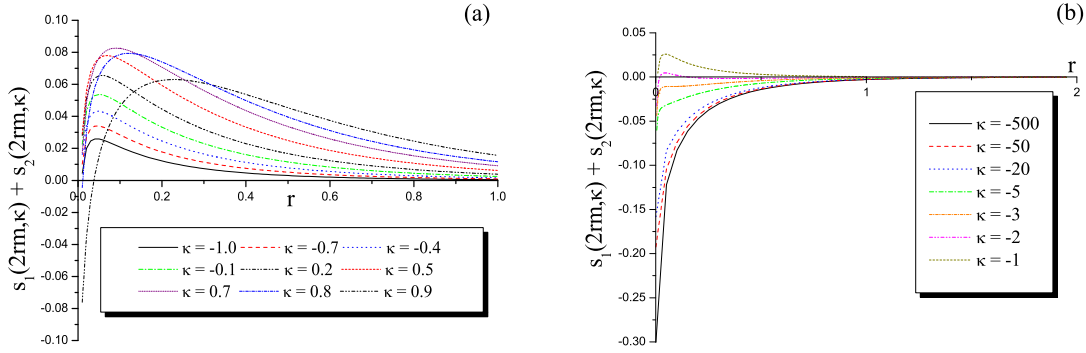 (a)
s₁(2rm,κ) + s₂(2rm,κ)
0.10
0.08
0.06
0.04
0.02
0.00
-0.02
-0.04
-0.06
-0.08
-0.10
0.0 0.2 0.4 0.6 0.8 1.0
r
κ = -1.0 κ = -0.7 κ = -0.4
κ = -0.1 κ = 0.2 κ = 0.5
κ = 0.7 κ = 0.8 κ = 0.9
(b)
s₁(2rm,κ) + s₂(2rm,κ)
0.05
0.00
-0.05
-0.10
-0.15
-0.20
-0.25
-0.30
r
0 1 2
κ = -500
κ = -50
κ = -20
κ = -5
κ = -3
κ = -2
κ = -1